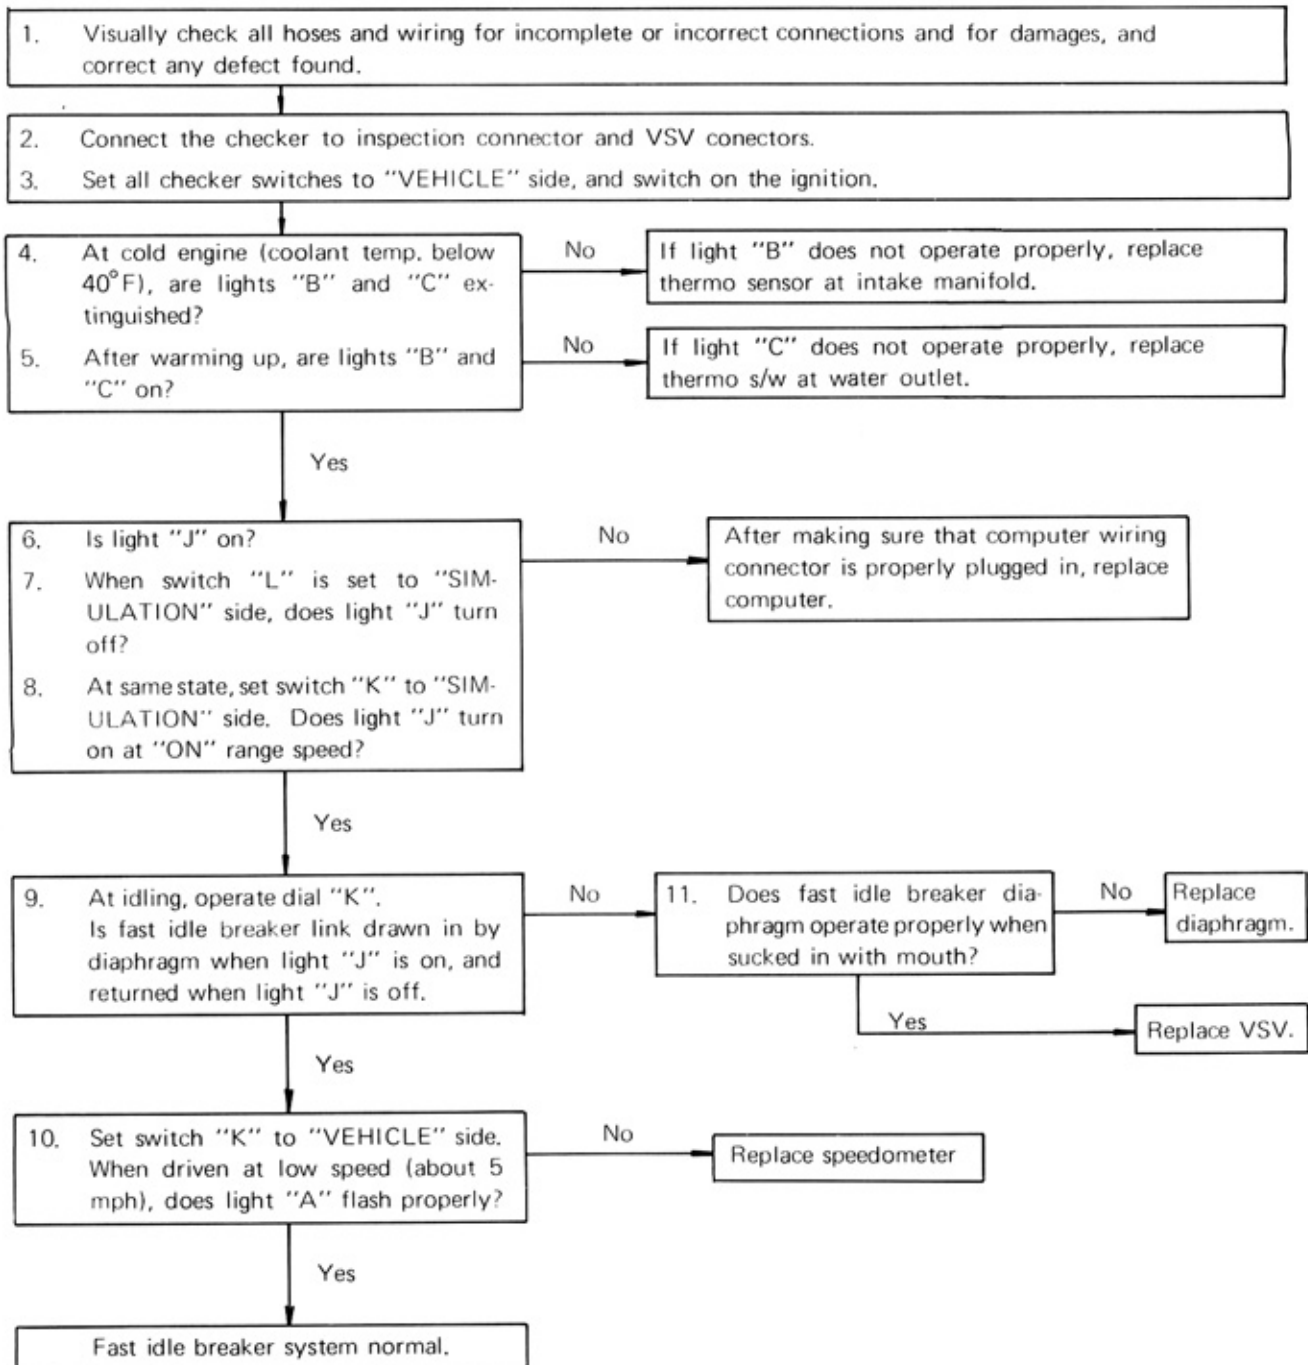 1. Visually check all hoses and wiring for incomplete or incorrect connections and for damages, and
correct any defect found.
2. Connect the checker to inspection connector and VSV conectors.
3. Set all checker switches to "VEHICLE" side, and switch on the ignition.
4. At cold engine (coolant temp. below
40°F), are lights "B" and "C" ex-
tinguished?
No
If light "B" does not operate properly, replace
thermo sensor at intake manifold.
5. After warming up, are lights "B" and
"C" on?
No
If light "C" does not operate properly, replace
thermo s/w at water outlet.
Yes
6. Is light "J" on?
7. When switch "L" is set to "SIM-
ULATION" side, does light "J" turn
off?
8. At same state, set switch "K" to "SIM-
ULATION" side. Does light "J" turn
on at "ON" range speed?
No
After making sure that computer wiring
connector is properly plugged in, replace
computer.
Yes
9. At idling, operate dial "K".
Is fast idle breaker link drawn in by
diaphragm when light "J" is on, and
returned when light "J" is off.
No
11. Does fast idle breaker dia-
phragm operate properly when
sucked in with mouth?
No
Replace
diaphragm.
Yes
Replace VSV.
Yes
10. Set switch "K" to "VEHICLE" side.
When driven at low speed (about 5
mph), does light "A" flash properly?
No
Replace speedometer
Yes
Fast idle breaker system normal.